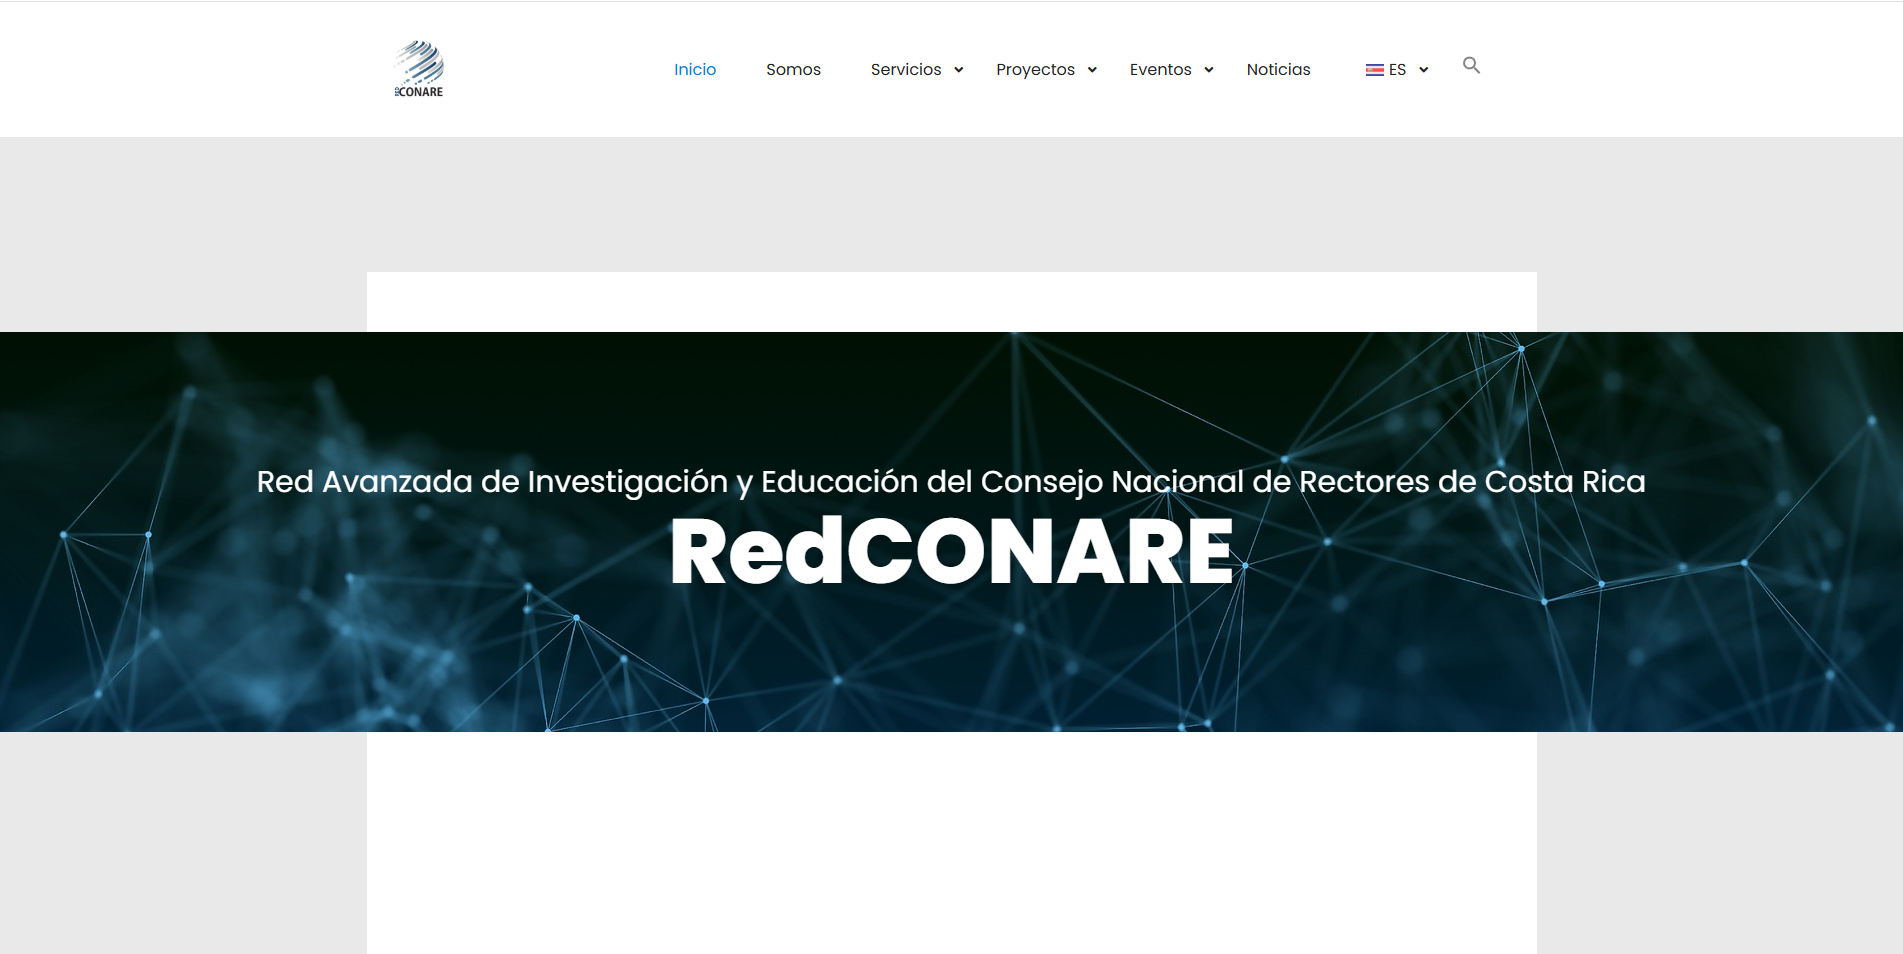 CONARE
Inicio
Somos
Servicios
Proyectos
Eventos
Noticias
ES
Red Avanzada de Investigación y Educación del Consejo Nacional de Rectores de Costa Rica
RedCONARE